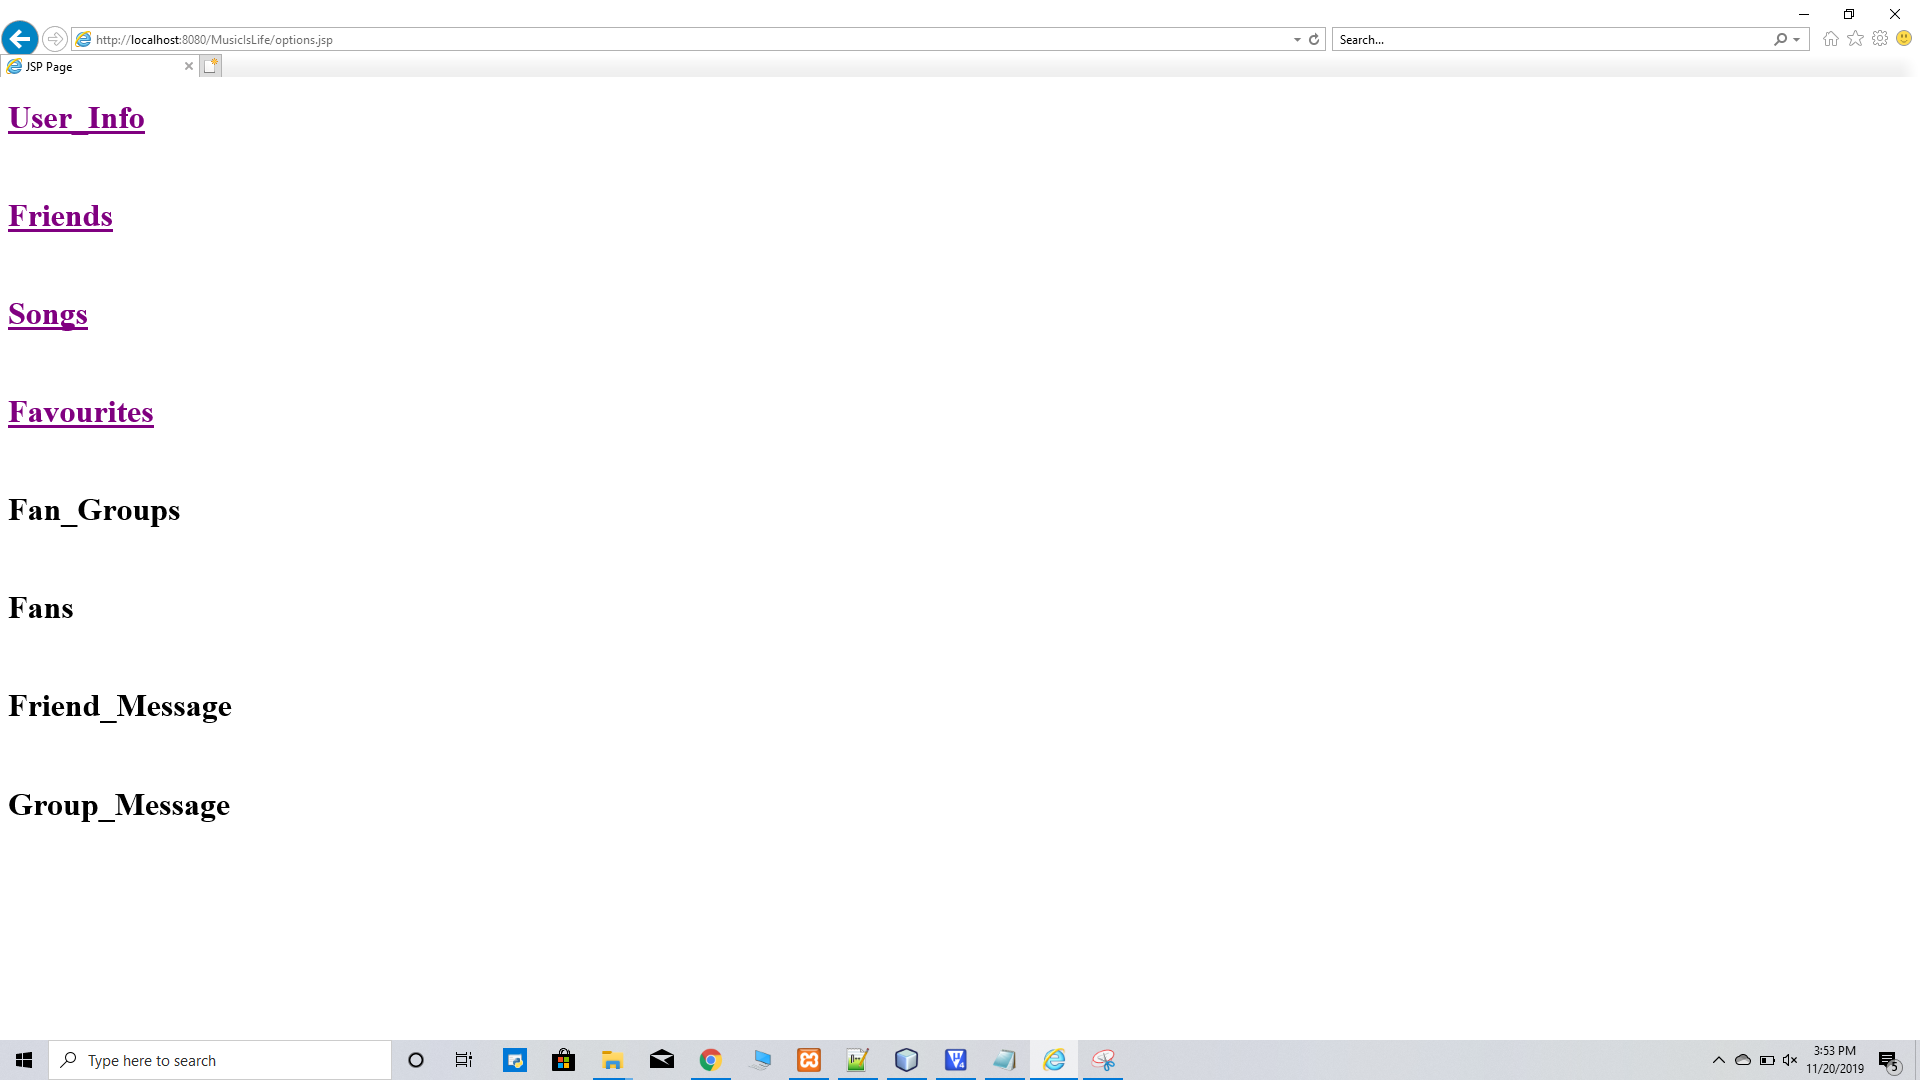 http://localhost:8080/MusicIsLife/options.jsp
Search...
JSP Page
User_Info
Friends
Songs
Favourites
Fan_Groups
Fans
Friend_Message
Group_Message
Type here to search
3:53 PM
11/20/2019
5